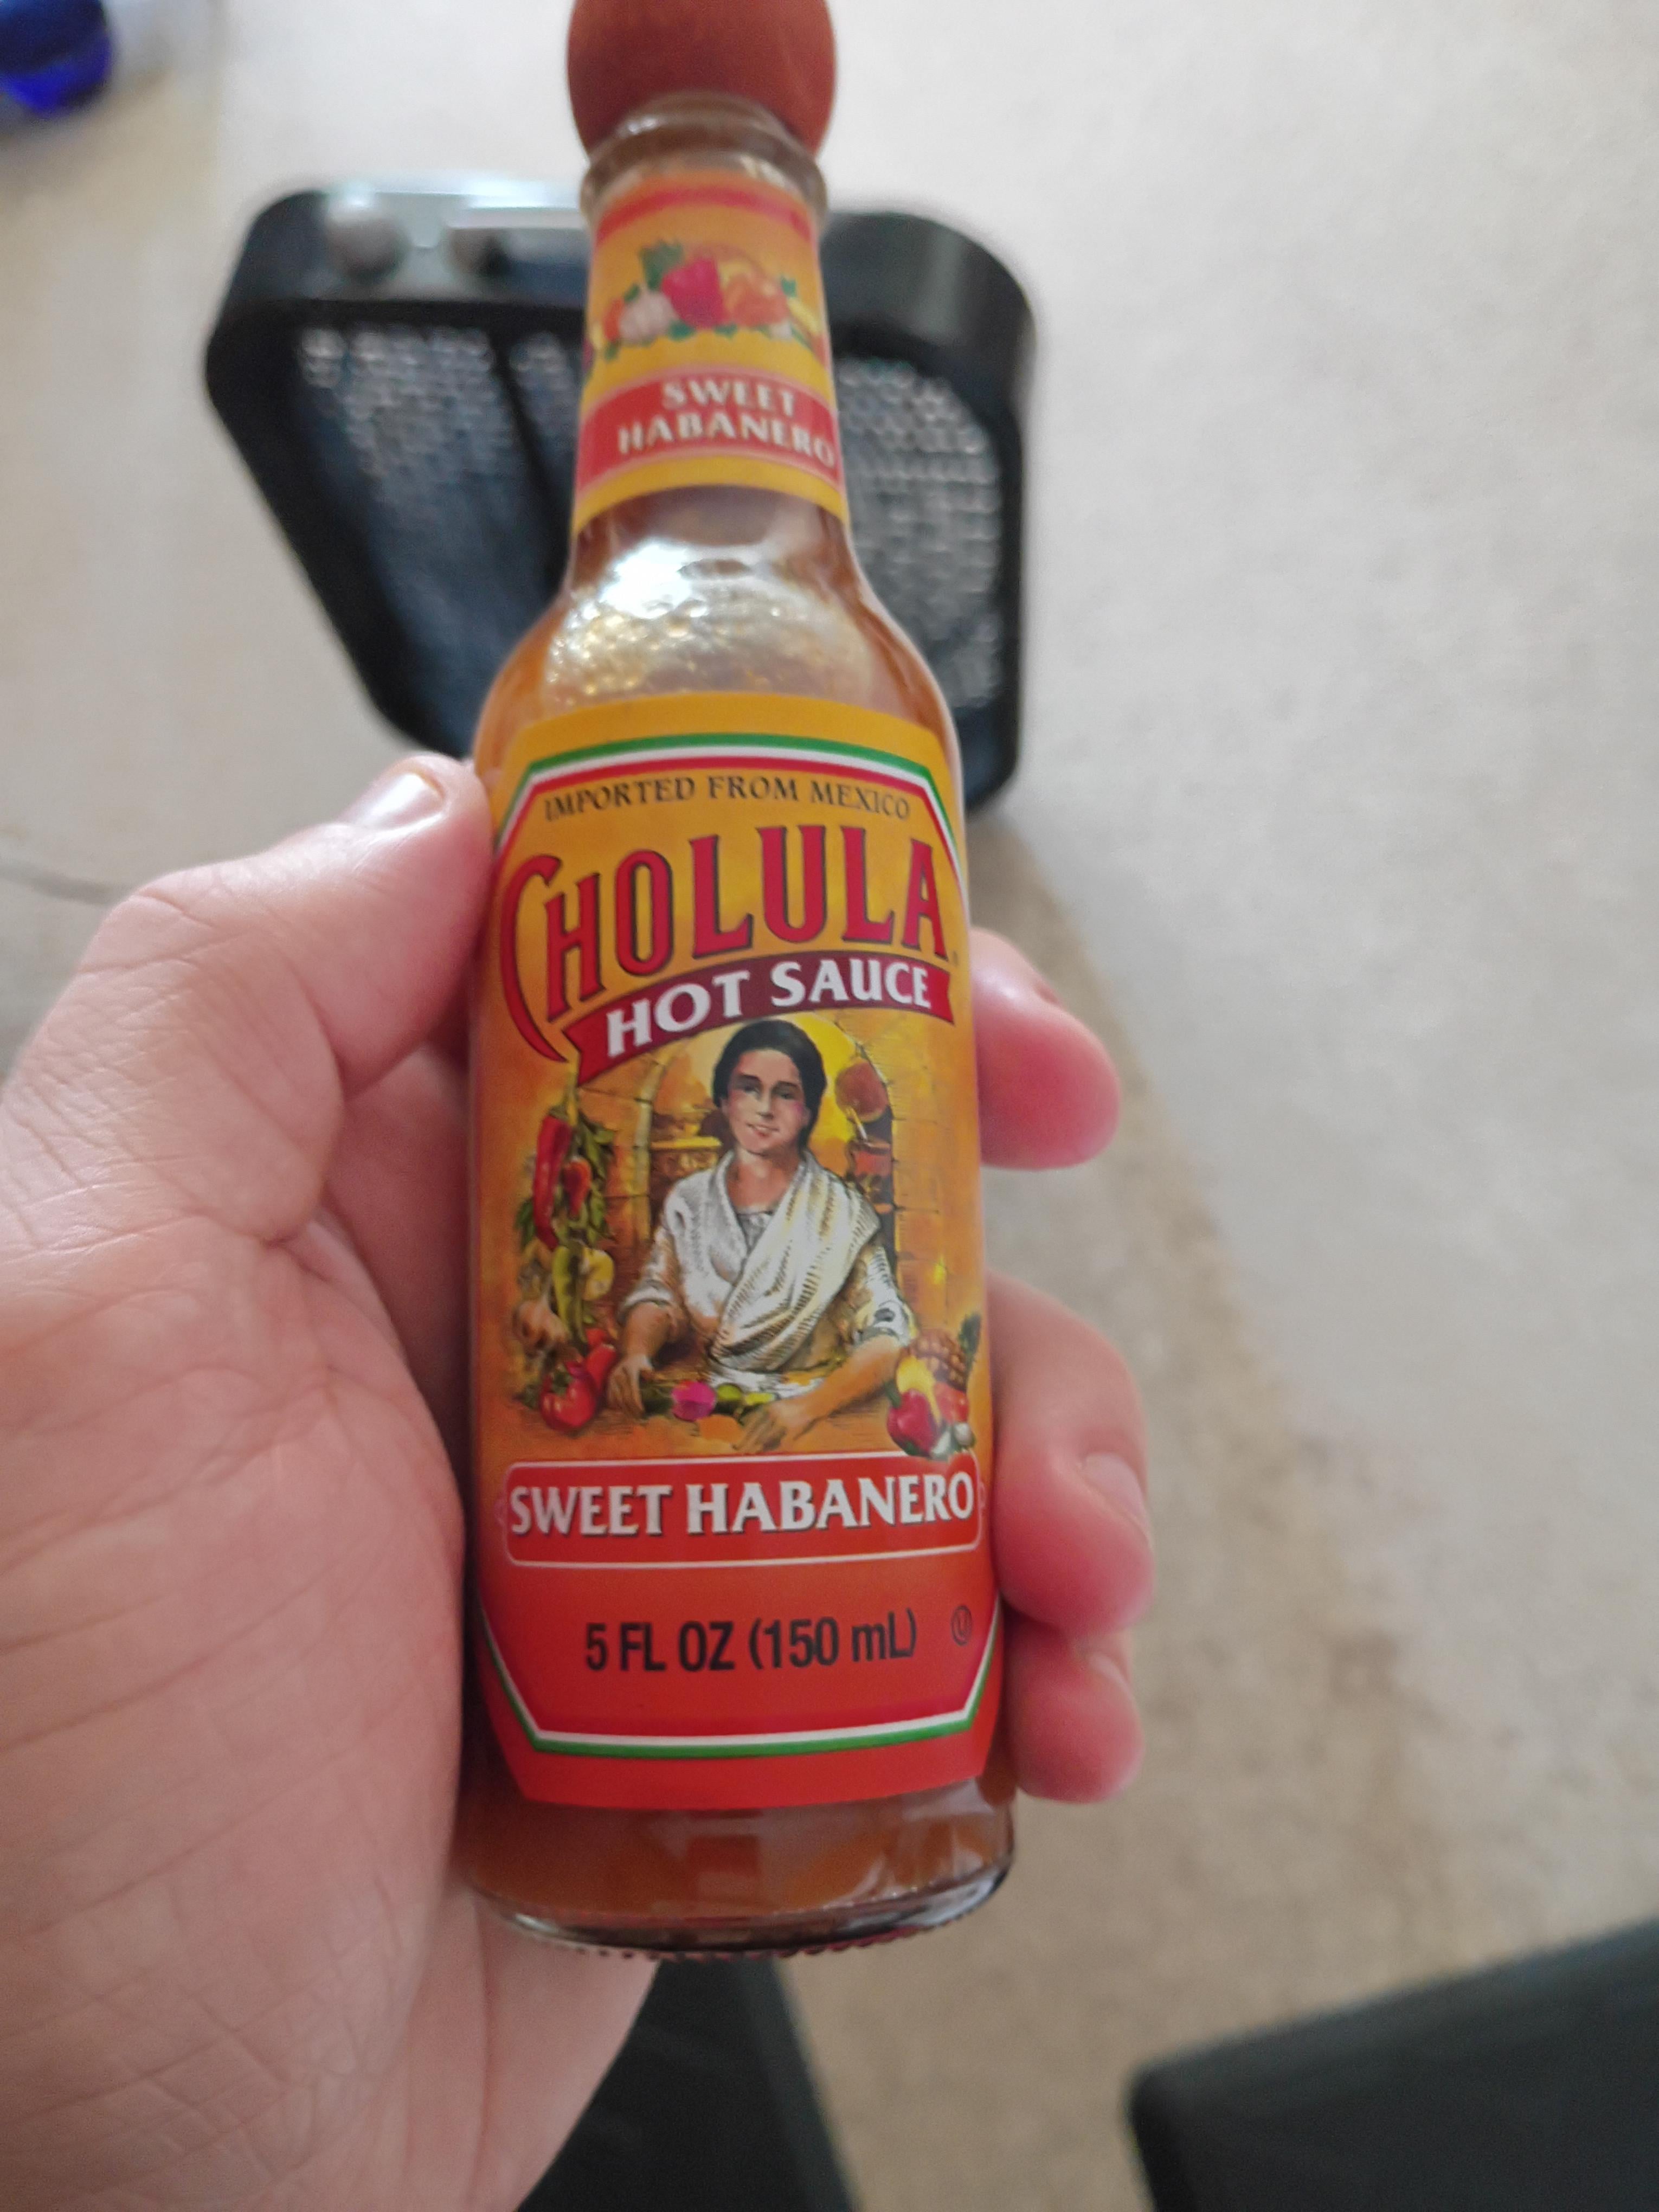 SWEET
HABANERO
IMPORTED FROM MEXICO
CHOLULA®
HOT SAUCE
SWEET HABANERO
5 FL OZ (150 mL) Ⓤ